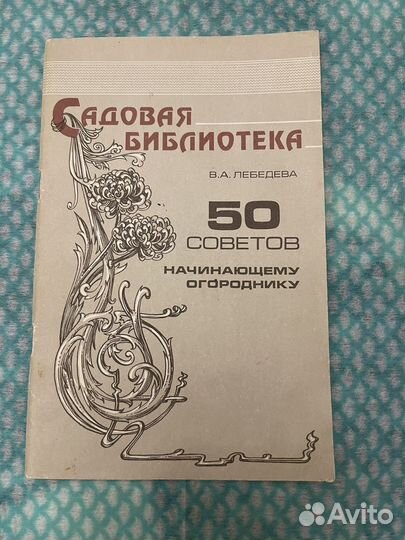 САДОВАЯ
БИБЛИОТЕКА
В.А. ЛЕБЕДЕВА
50
СОВЕТОВ
НАЧИНАЮЩЕМУ
ОГОРОДНИКУ
Avito